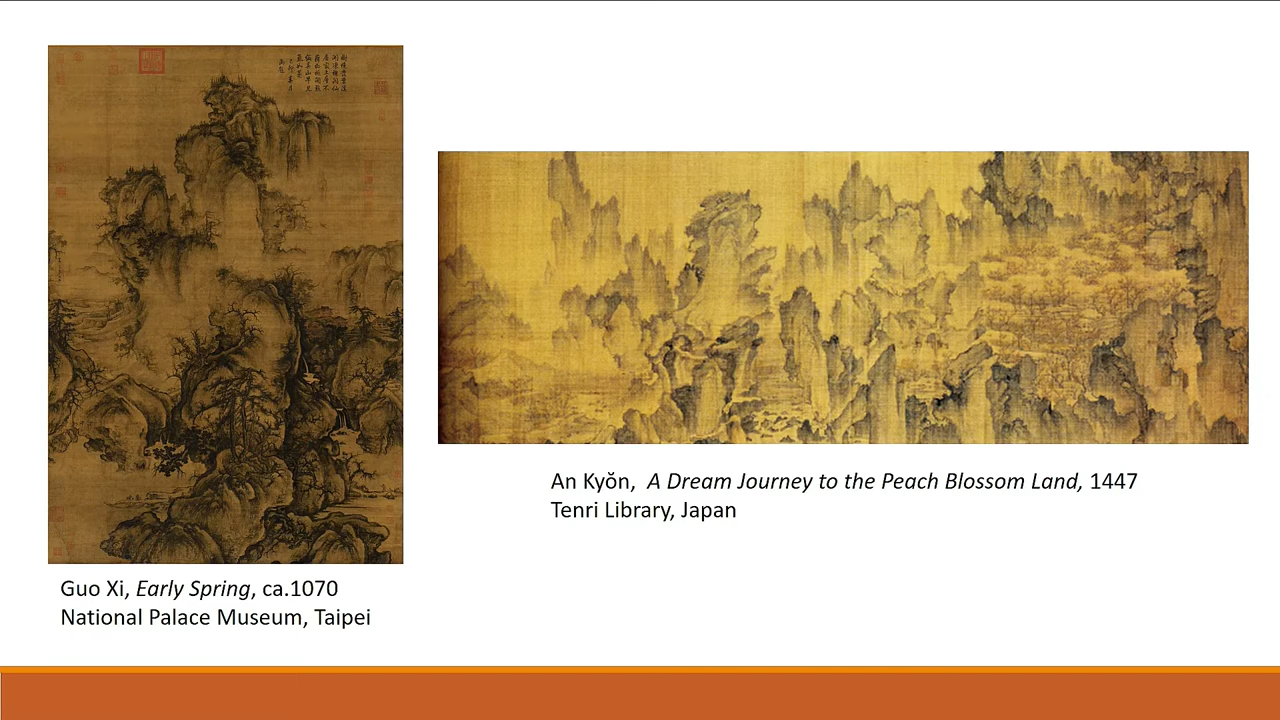 Guo Xi, Early Spring, ca.1070
National Palace Museum, Taipei
An Kyŏn, A Dream Journey to the Peach Blossom Land, 1447
Tenri Library, Japan